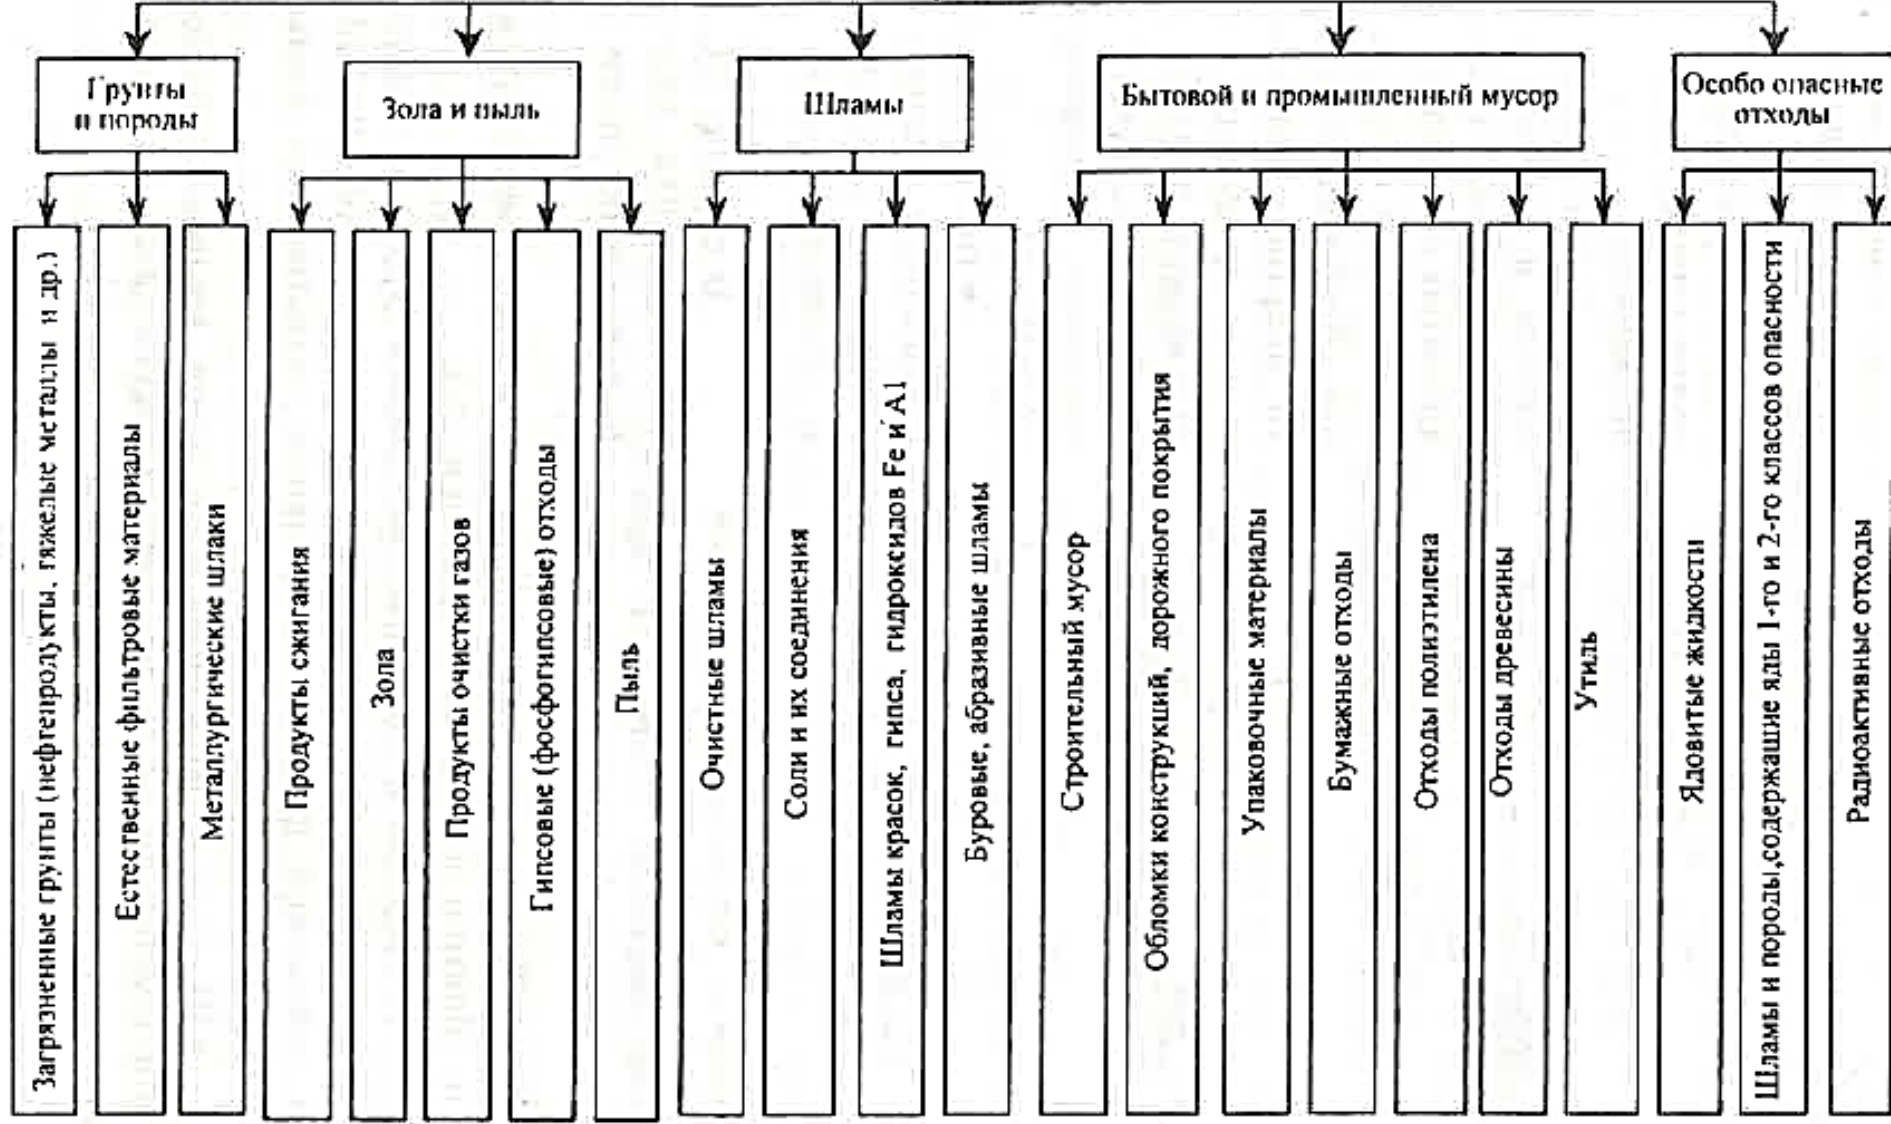 Грунты
и породы
Зола и пыль
Шламы
Бытовой и промышленный мусор
Особо опасные
отходы
Загрязненные грунты (нефтепродукты, тяжелые металлы и др.)
Естественные фильтровые материалы
Металлургические шлаки
Продукты сжигания
Зола
Продукты очистки газов
Гипсовые (фосфогипсовые) отходы
Пыль
Очистные шламы
Соли и их соединения
Шламы красок, гипса, гидроксидов Fe и Al
Буровые, абразивные шламы
Строительный мусор
Обломки конструкций, дорожного покрытия
Упаковочные материалы
Бумажные отходы
Отходы полиэтилена
Отходы древесины
Утиль
Ядовитые жидкости
Шламы и породы,содержащие яды 1-го и 2-го классов опасности
Радиоактивные отходы